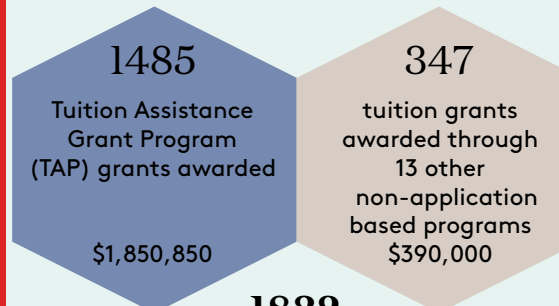 1485
Tuition Assistance
Grant Program
(TAP) grants awarded
$1,850,850
347
tuition grants
awarded through
13 other
non-application
based programs
$390,000